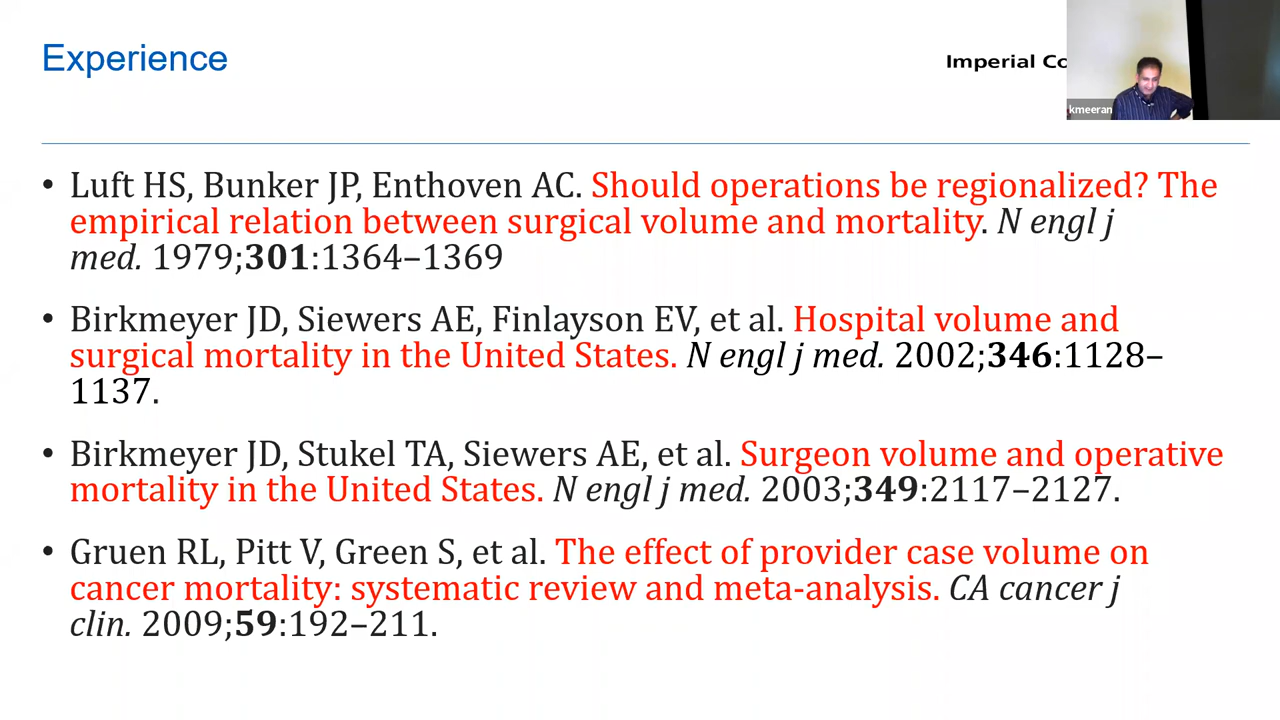 Experience
Imperial Co
kmeeran
• Luft HS, Bunker JP, Enthoven AC. Should operations be regionalized? The
empirical relation between surgical volume and mortality. N engl j
med. 1979;301:1364–1369
• Birkmeyer JD, Siewers AE, Finlayson EV, et al. Hospital volume and
surgical mortality in the United States. N engl j med. 2002;346:1128–
1137.
• Birkmeyer JD, Stukel TA, Siewers AE, et al. Surgeon volume and operative
mortality in the United States. N engl j med. 2003;349:2117–2127.
• Gruen RL, Pitt V, Green S, et al. The effect of provider case volume on
cancer mortality: systematic review and meta-analysis. CA cancer j
clin. 2009;59:192–211.